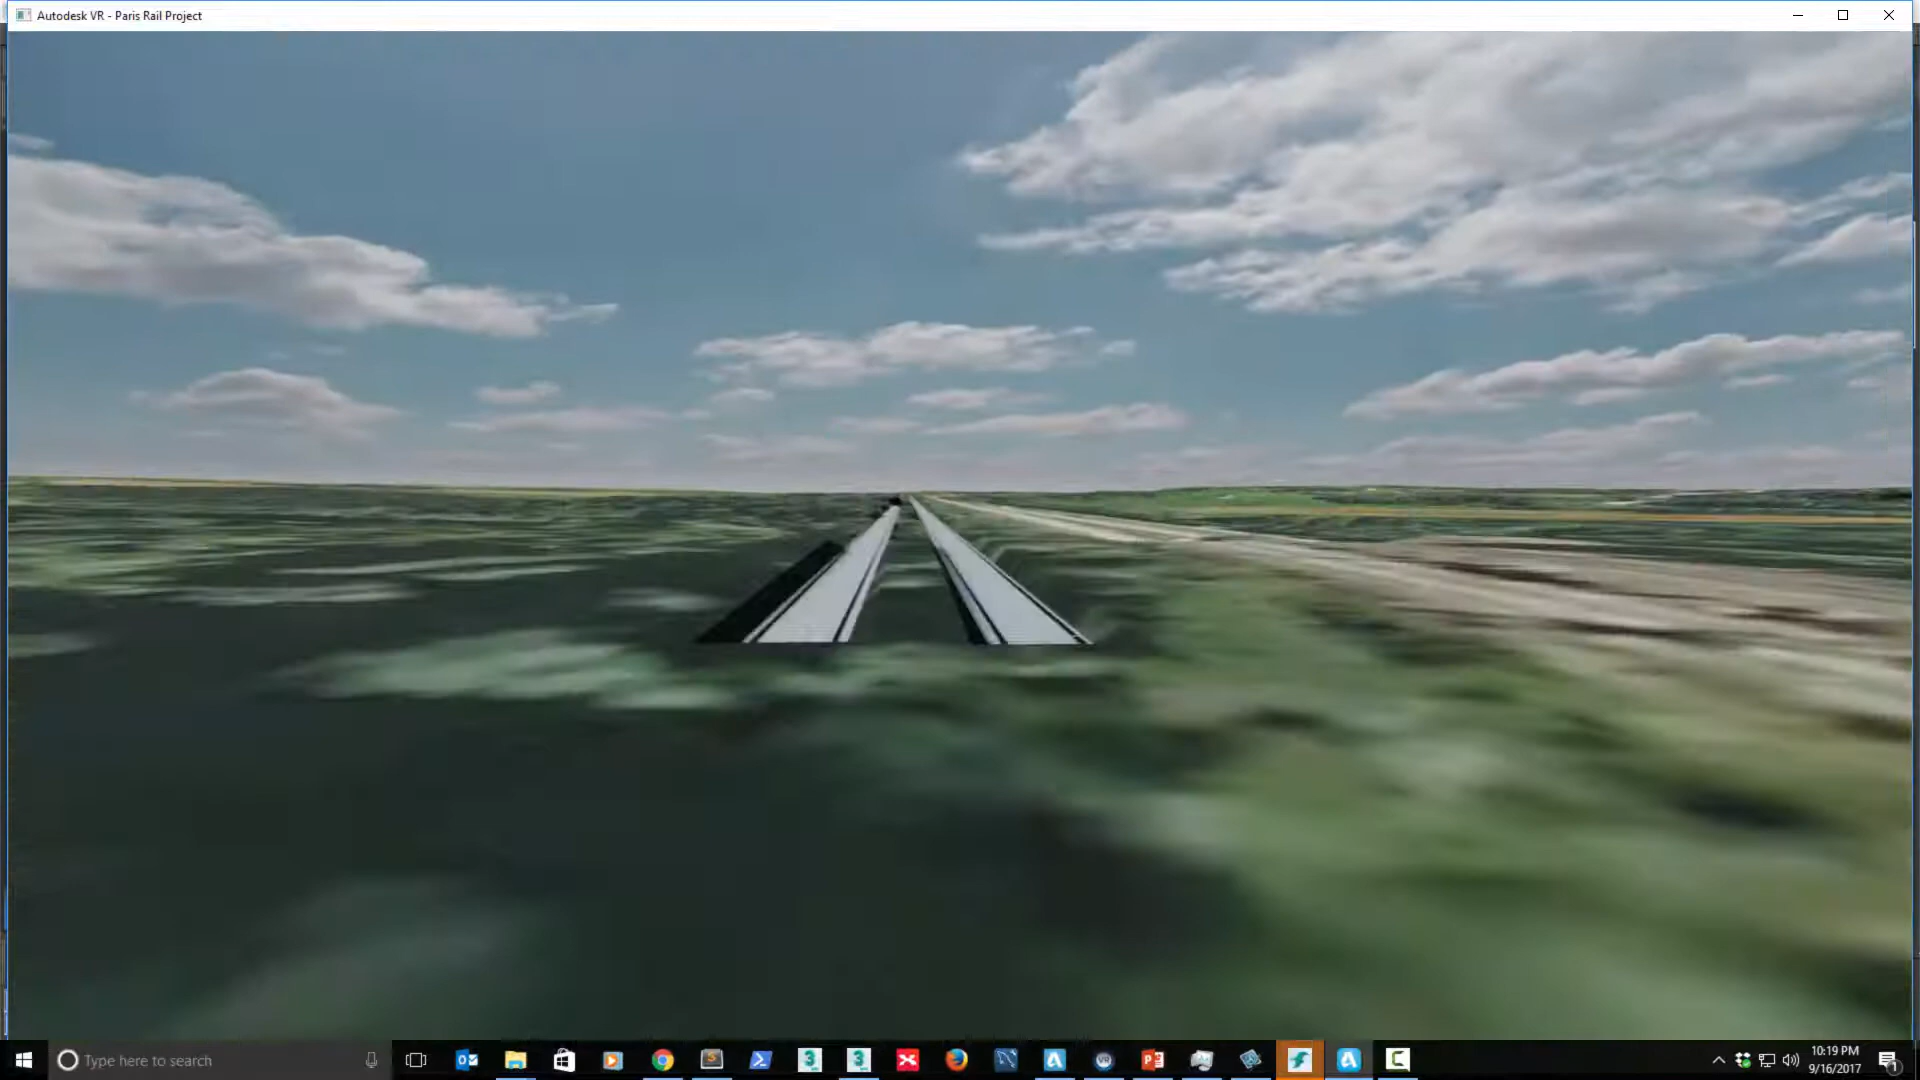 Autodesk VR - Paris Rail Project
Type here to search
10:19 PM
9/16/2017